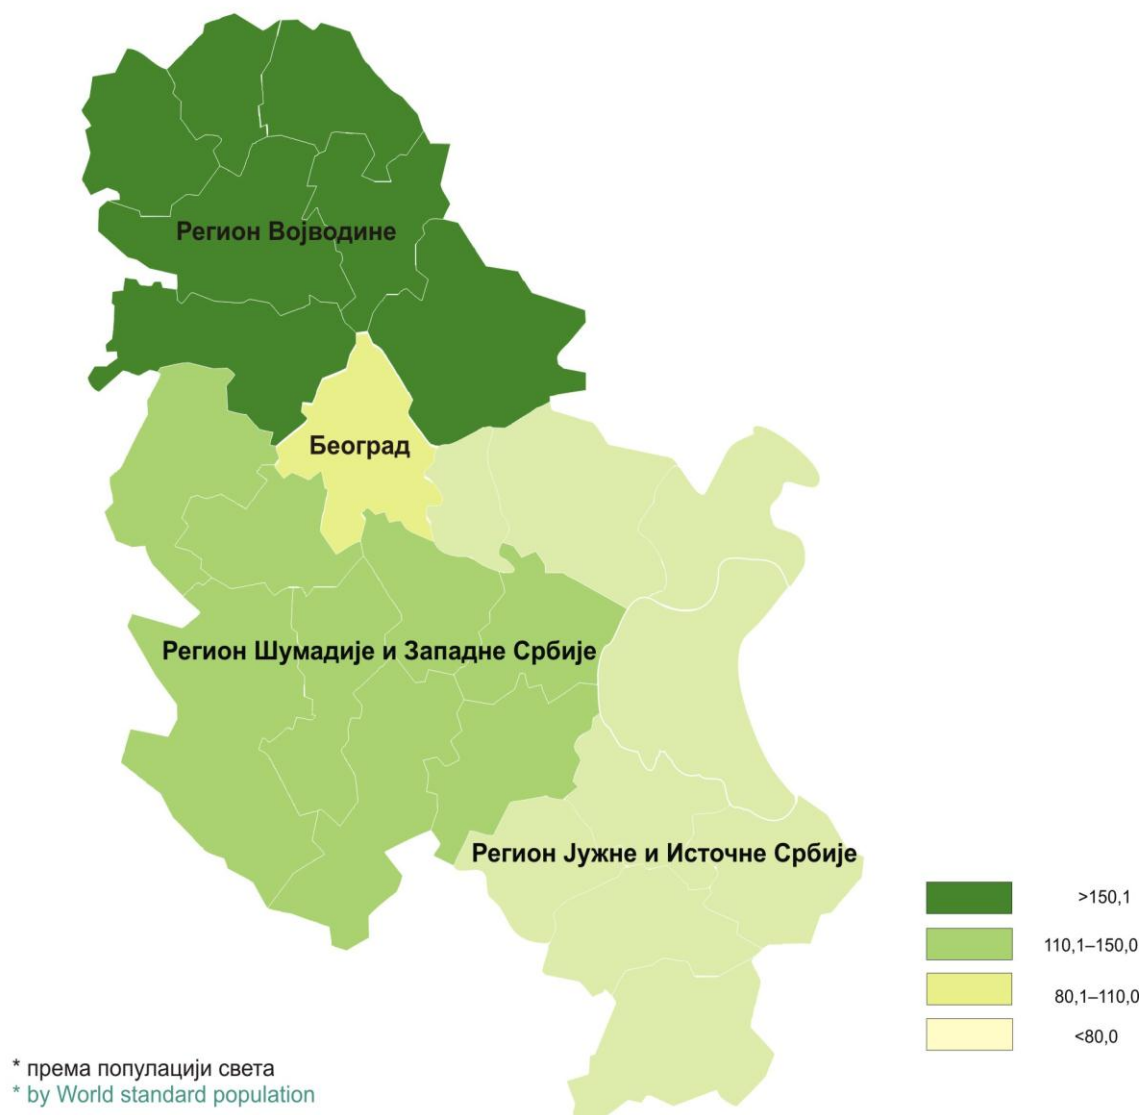 Регион Војводине
Београд
Регион Шумадије и Западне Србије
Регион Јужне и Источне Србије
>150,1
110,1–150,0
80,1–110,0
<80,0
* према популацији света
* by World standard population